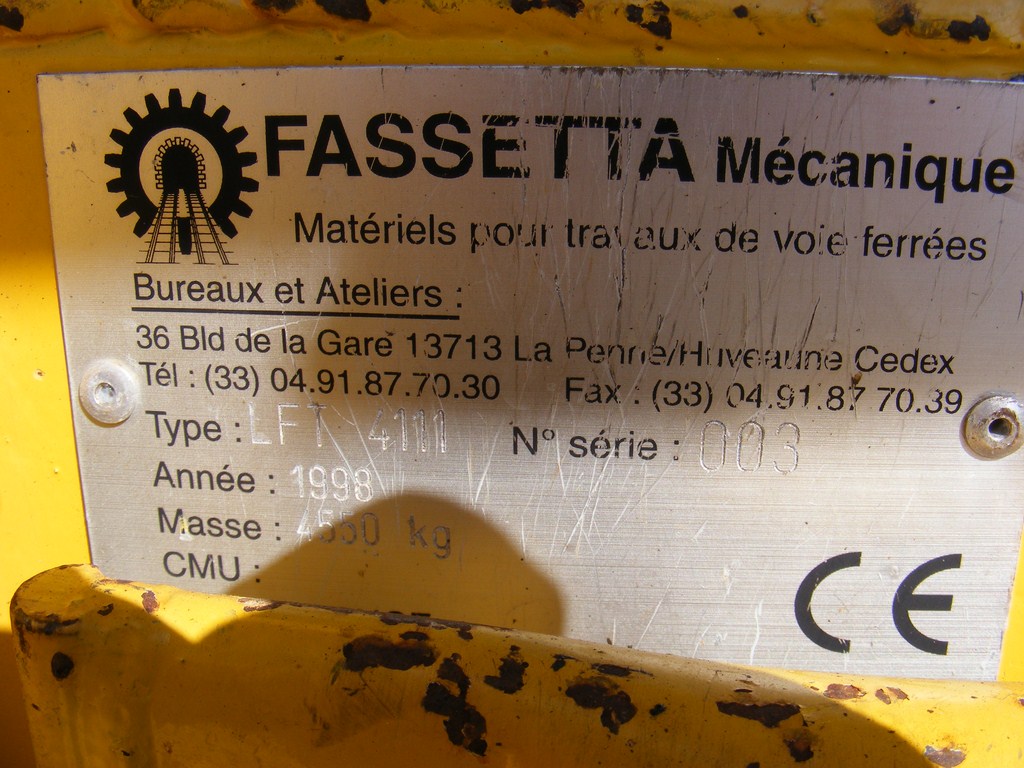 FASSETTA Mécanique
Matériels pour travaux de voie ferrées
Bureaux et Ateliers :
36 Bld de la Gare 13713 La Penne/Huveaune Cedex
Tél : (33) 04.91.87.70.30 Fax : (33) 04.91.87.70.39
Type : LFT 4111 N° série : 003
Année : 1998
Masse : 4550 kg
CMU :
CE